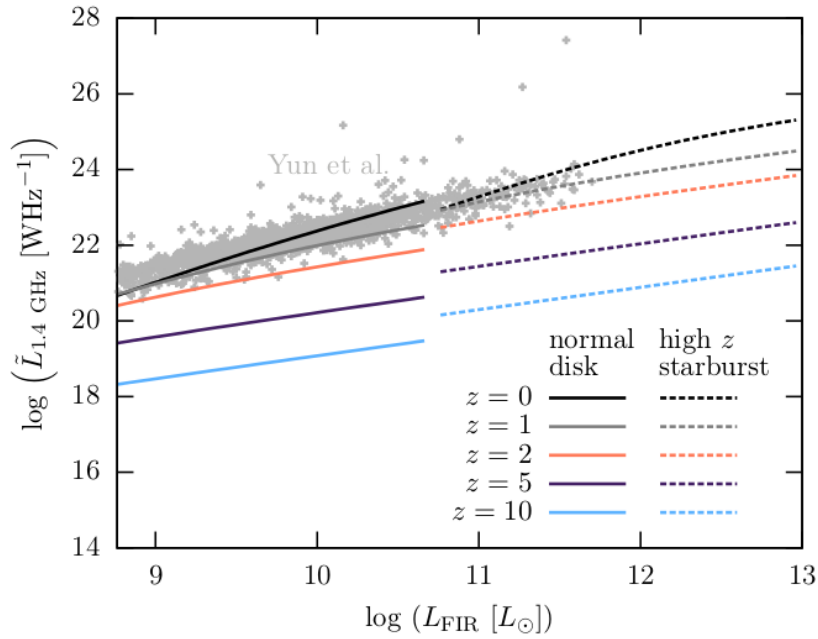 28
26
24
22
20
18
16
14
log (L̃1.4 GHz [WHz⁻¹])
Yun et al.
normal disk
high z starburst
z = 0
z = 1
z = 2
z = 5
z = 10
9
10
11
12
13
log (LFIR [L⊙])